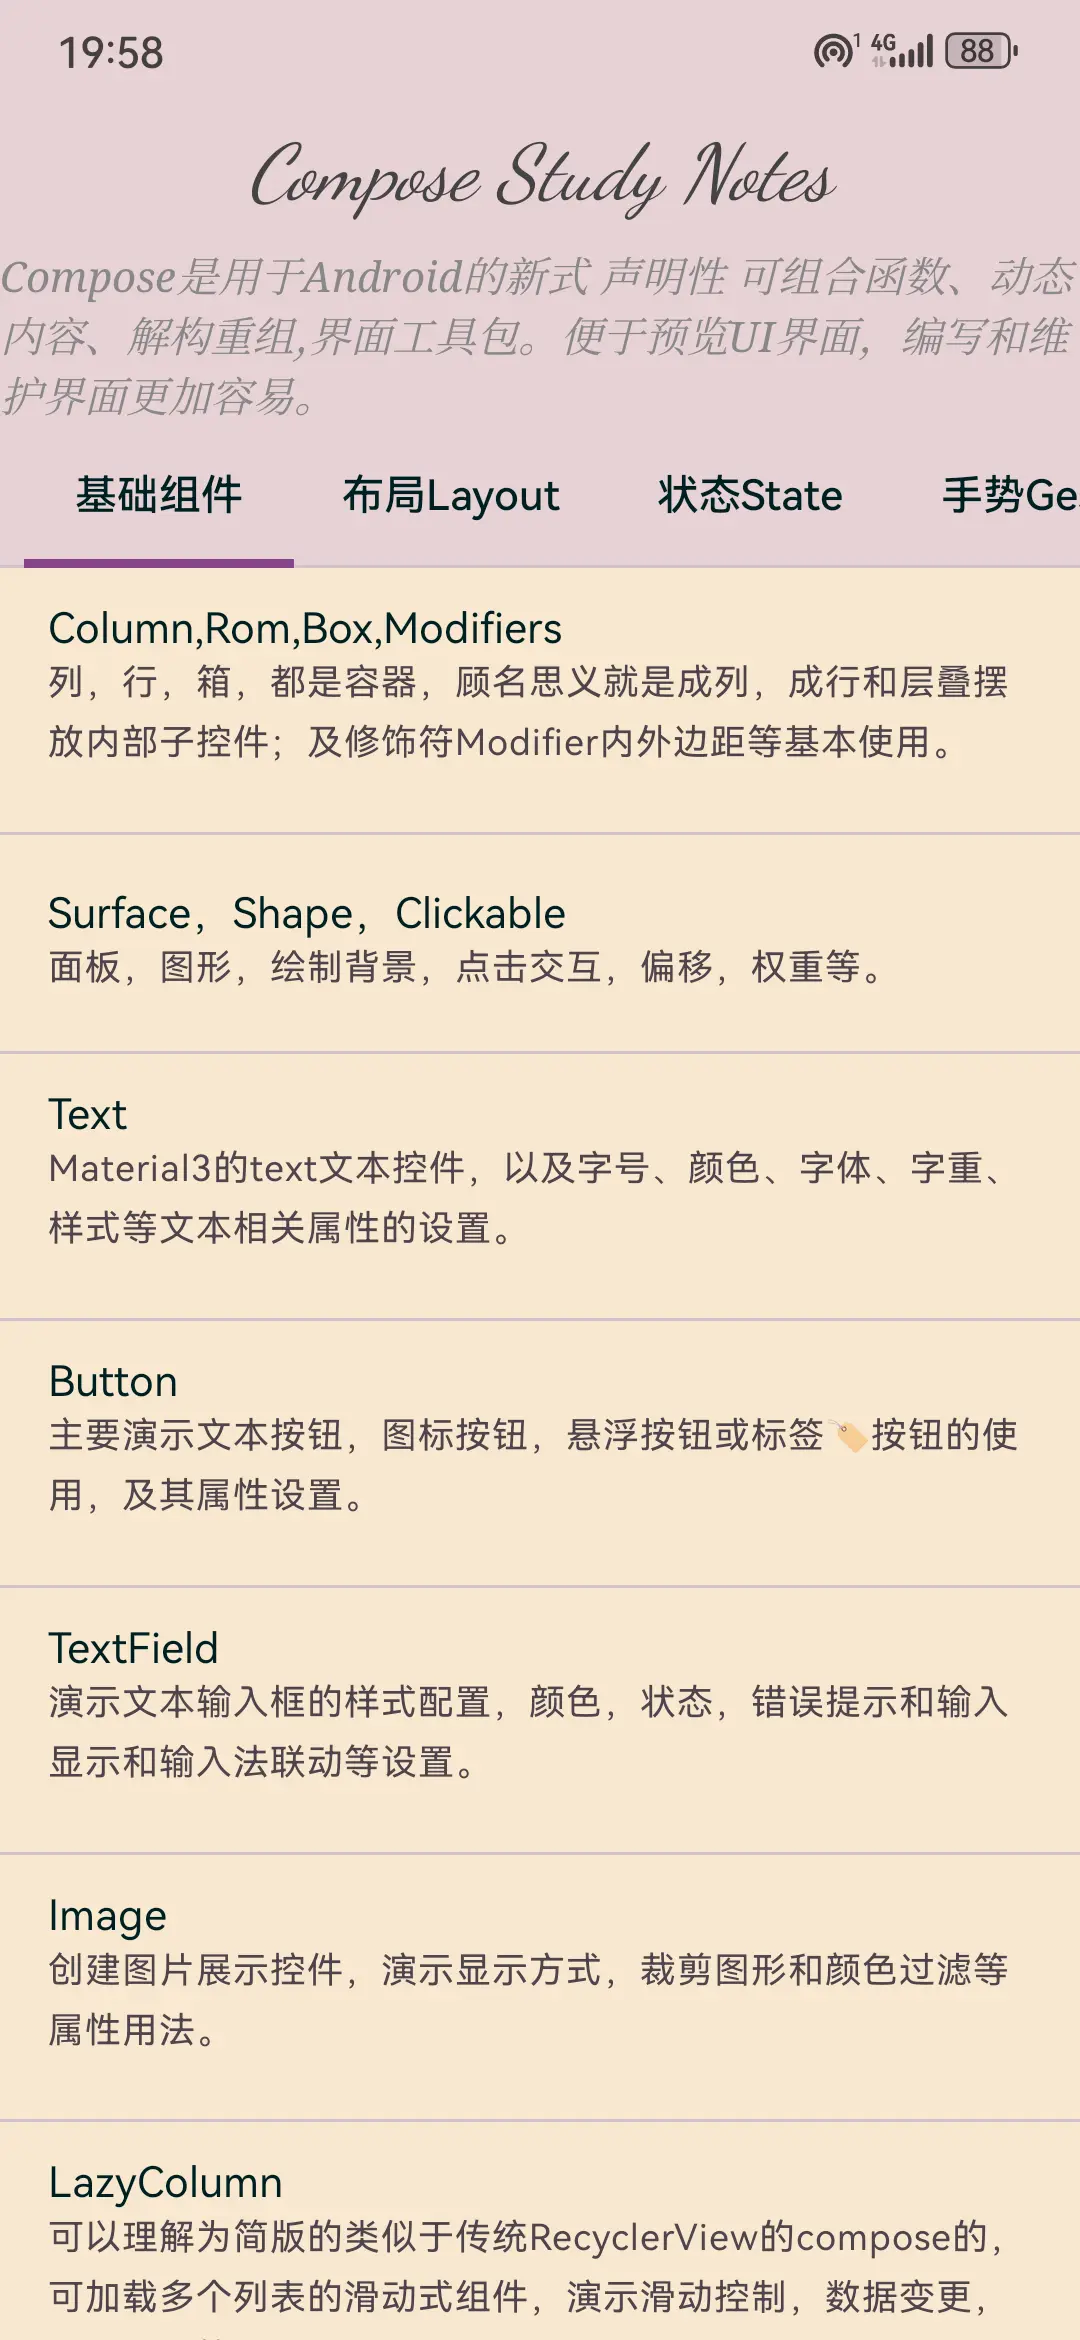 19:58
1 4G 88
Compose Study Notes
Compose是用于Android的新式 声明性 可组合函数、动态
内容、解构重组,界面工具包。便于预览UI界面，编写和维
护界面更加容易。
基础组件 布局Layout 状态State 手势Ges
Column,Rom,Box,Modifiers
列，行，箱，都是容器，顾名思义就是成列，成行和层叠摆
放内部子控件；及修饰符Modifier内外边距等基本使用。
Surface，Shape，Clickable
面板，图形，绘制背景，点击交互，偏移，权重等。
Text
Material3的text文本控件，以及字号、颜色、字体、字重、
样式等文本相关属性的设置。
Button
主要演示文本按钮，图标按钮，悬浮按钮或标签🏷️按钮的使
用，及其属性设置。
TextField
演示文本输入框的样式配置，颜色，状态，错误提示和输入
显示和输入法联动等设置。
Image
创建图片展示控件，演示显示方式，裁剪图形和颜色过滤等
属性用法。
LazyColumn
可以理解为简版的类似于传统RecyclerView的compose的，
可加载多个列表的滑动式组件，演示滑动控制，数据变更，